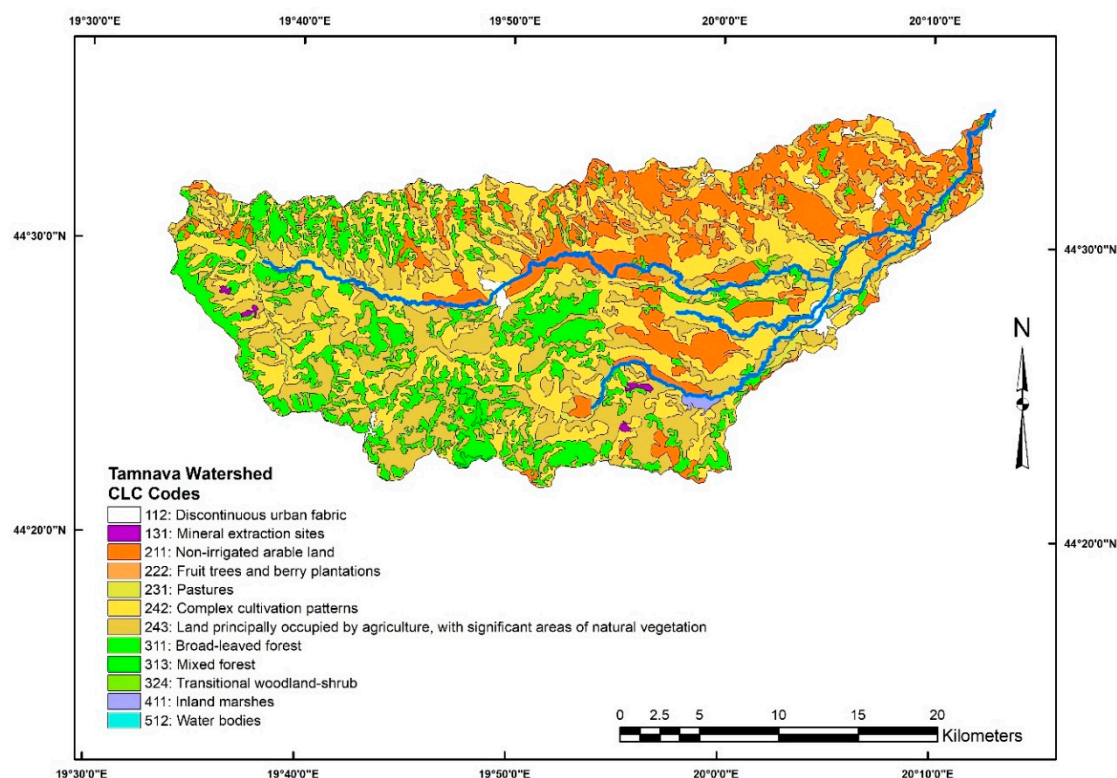 19°30'0"E 19°40'0"E 19°50'0"E 20°0'0"E 20°10'0"E
44°30'0"N 44°30'0"N
N
Tamnava Watershed
CLC Codes
112: Discontinuous urban fabric
131: Mineral extraction sites
211: Non-irrigated arable land
222: Fruit trees and berry plantations
231: Pastures
242: Complex cultivation patterns
243: Land principally occupied by agriculture, with significant areas of natural vegetation
311: Broad-leaved forest
313: Mixed forest
324: Transitional woodland-shrub
411: Inland marshes
512: Water bodies
44°20'0"N 44°20'0"N
0 2.5 5 10 15 20
Kilometers
19°30'0"E 19°40'0"E 19°50'0"E 20°0'0"E 20°10'0"E